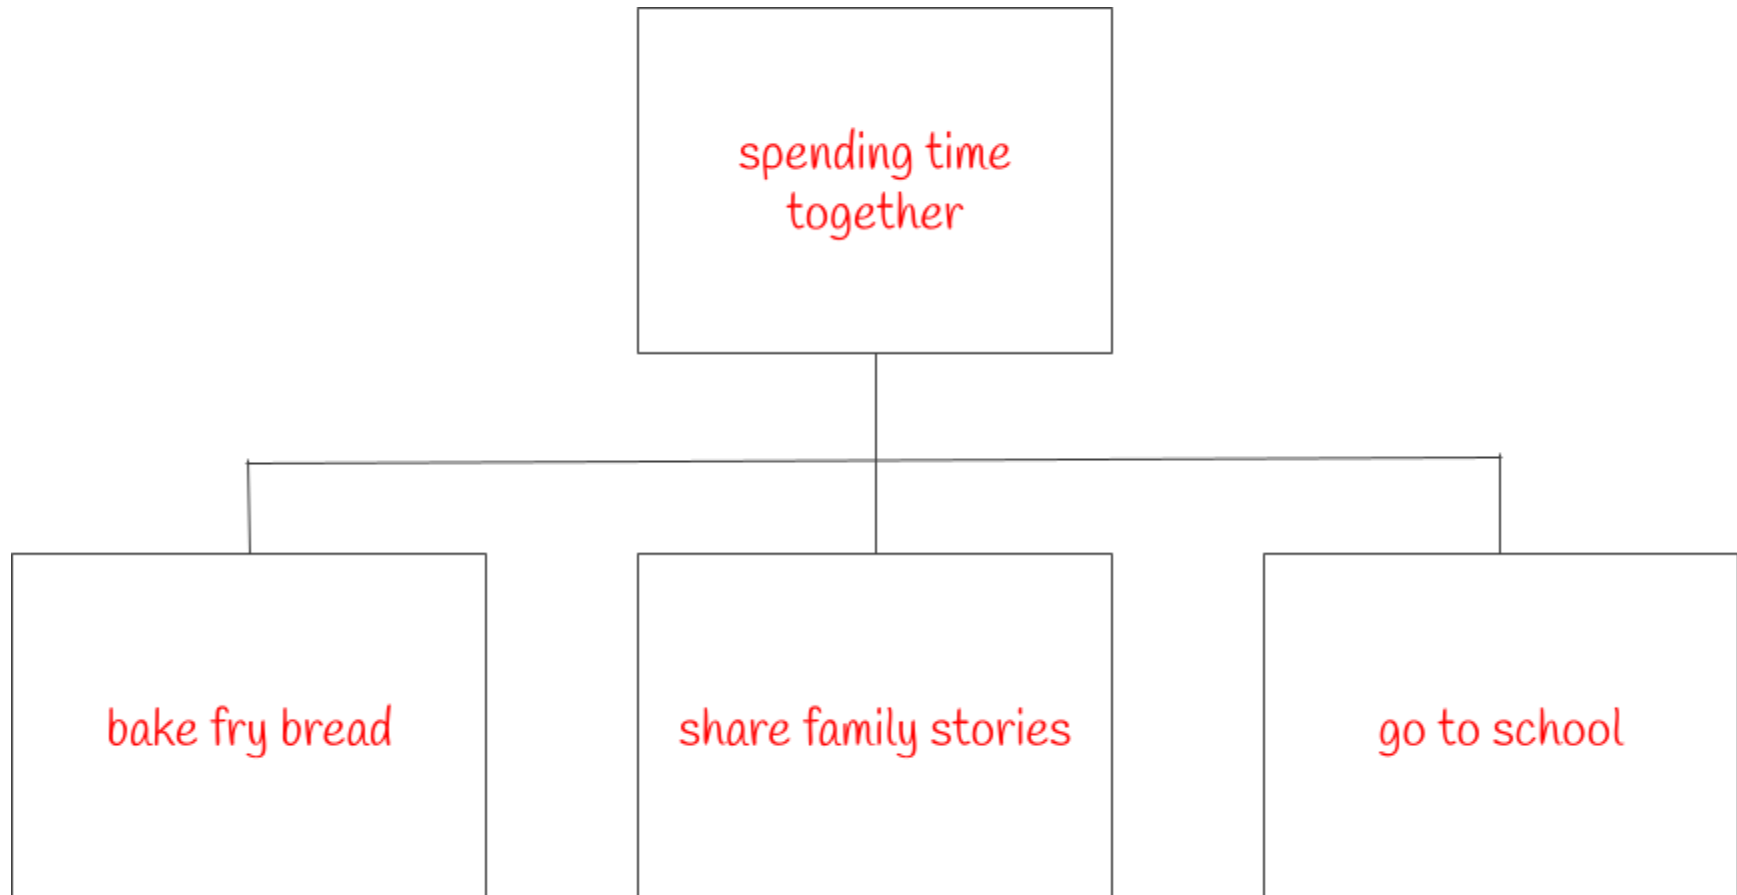 spending time
together
bake fry bread
share family stories
go to school